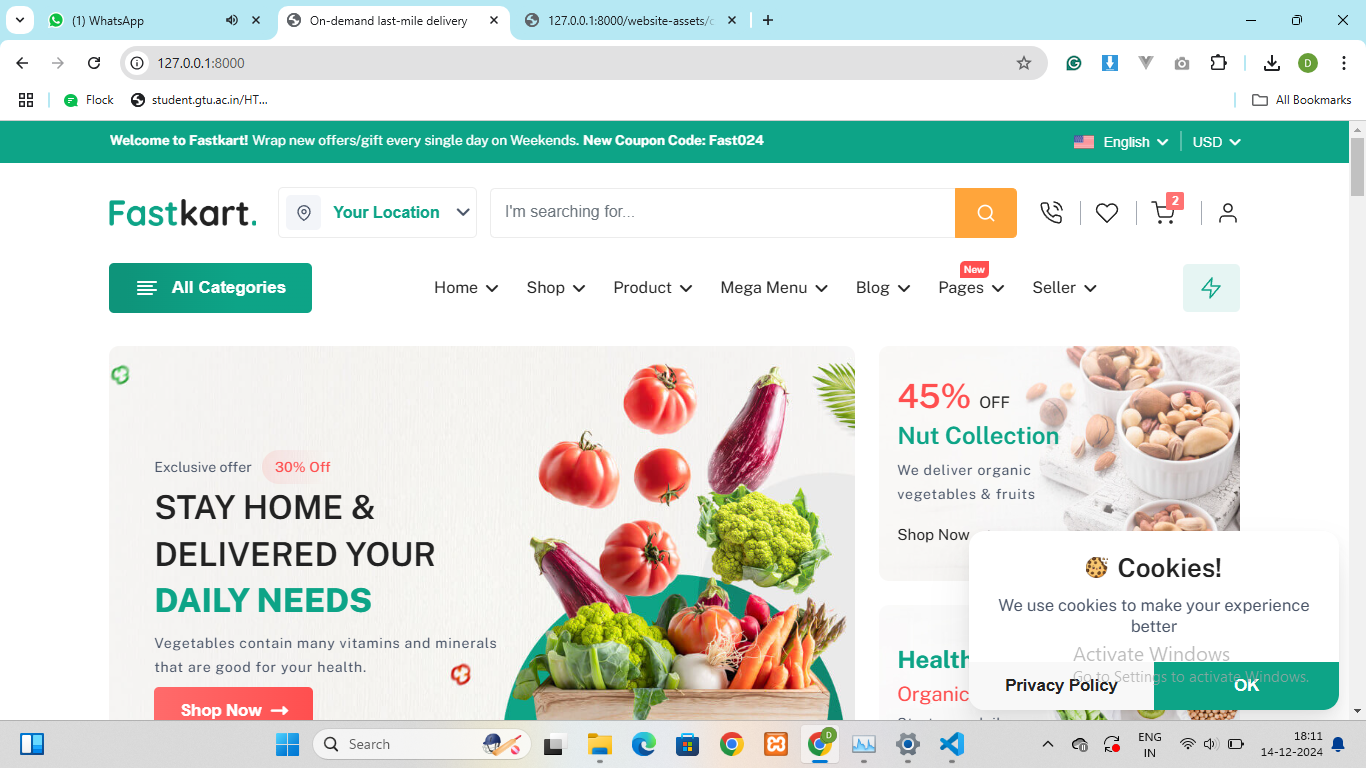 (1) WhatsApp
On-demand last-mile delivery
127.0.0.1:8000/website-assets/c
127.0.0.1:8000
D
Flock
student.gtu.ac.in/HT...
All Bookmarks
Welcome to Fastkart! Wrap new offers/gift every single day on Weekends. New Coupon Code: Fast024
English
USD
Fastkart.
Your Location
I'm searching for...
2
All Categories
Home
Shop
Product
Mega Menu
Blog
New
Pages
Seller
Exclusive offer 30% Off
STAY HOME &
DELIVERED YOUR
DAILY NEEDS
Vegetables contain many vitamins and minerals
that are good for your health.
Shop Now
45% OFF
Nut Collection
We deliver organic
vegetables & fruits
Shop Now
Health
Organic
Cookies!
We use cookies to make your experience
better
Activate Windows
Go to Settings to activate Windows.
Privacy Policy
OK
Search
D
ENG
IN
18:11
14-12-2024